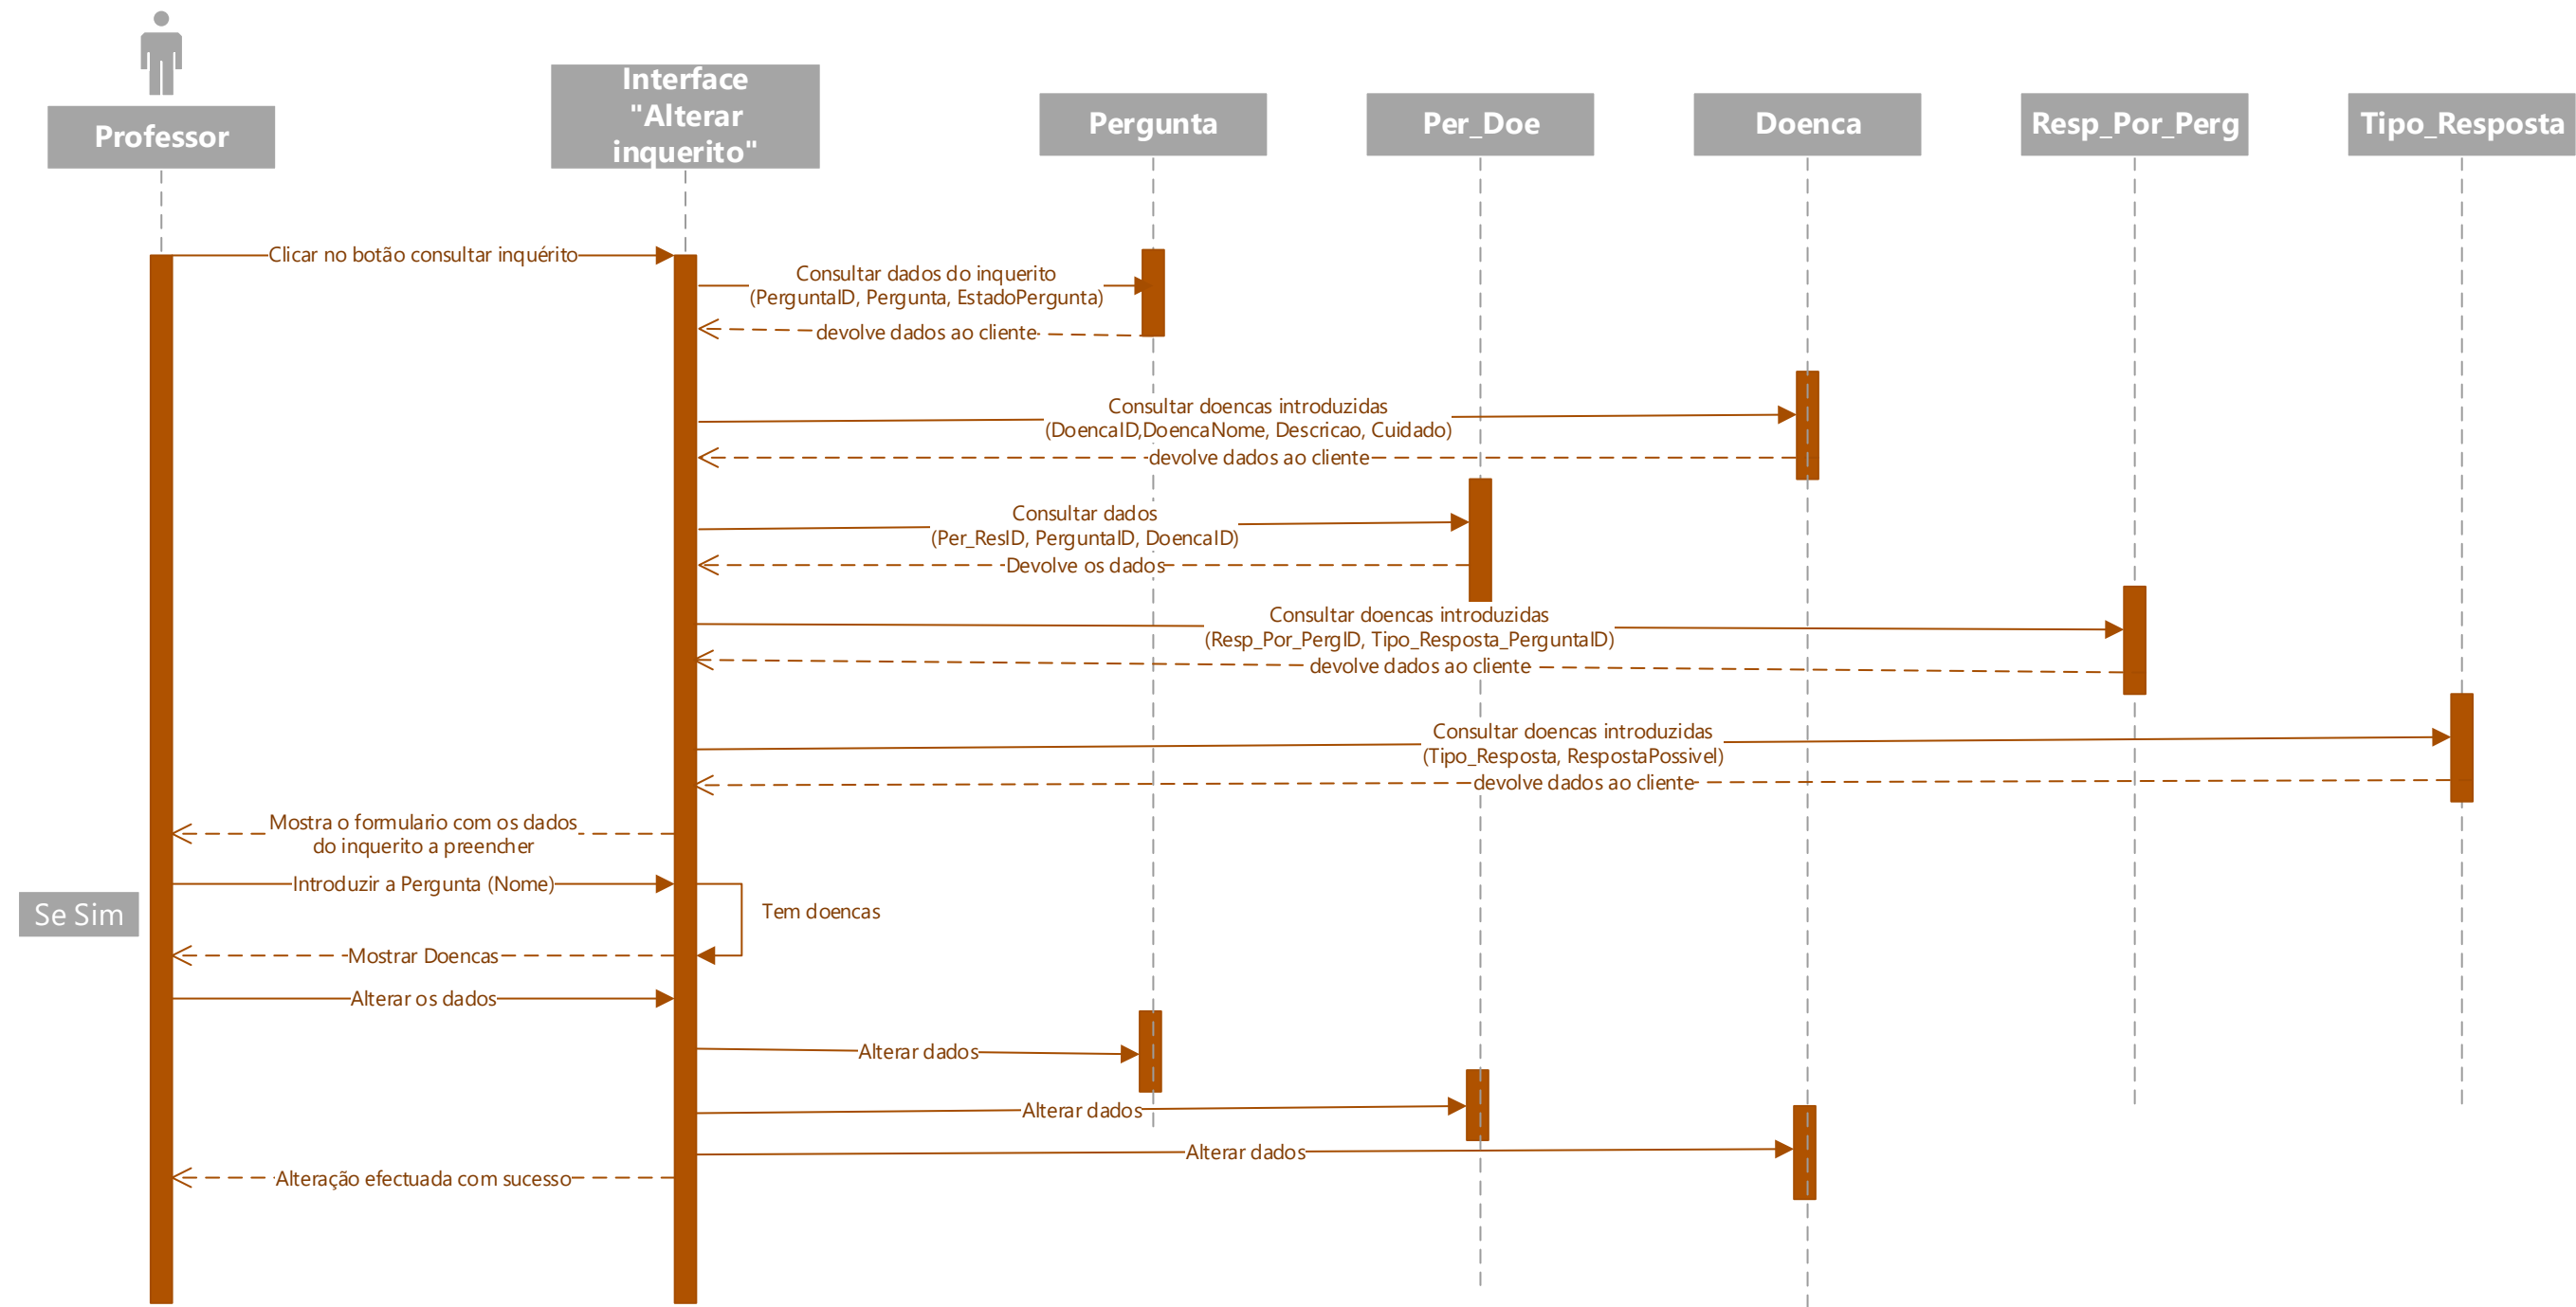 Professor
Interface
"Alterar
inquerito"
Pergunta
Per_Doe
Doenca
Resp_Por_Perg
Tipo_Resposta
Clicar no botão consultar inquérito
Consultar dados do inquerito
(PerguntaID, Pergunta, EstadoPergunta)
devolve dados ao cliente
Consultar doencas introduzidas
(DoencaID,DoencaNome, Descricao, Cuidado)
devolve dados ao cliente
Consultar dados
(Per_ResID, PerguntaID, DoencaID)
Devolve os dados
Consultar doencas introduzidas
(Resp_Por_PergID, Tipo_Resposta_PerguntaID)
devolve dados ao cliente
Consultar doencas introduzidas
(Tipo_Resposta, RespostaPossivel)
devolve dados ao cliente
Mostra o formulario com os dados
do inquerito a preencher
Introduzir a Pergunta (Nome)
Se Sim
Tem doencas
Mostrar Doencas
Alterar os dados
Alterar dados
Alterar dados
Alterar dados
Alteração efectuada com sucesso